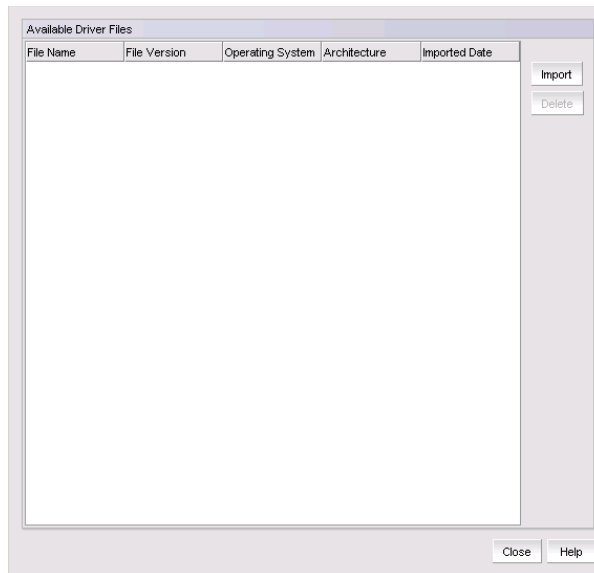 Available Driver Files
File Name File Version Operating System Architecture Imported Date
Import
Delete
Close Help